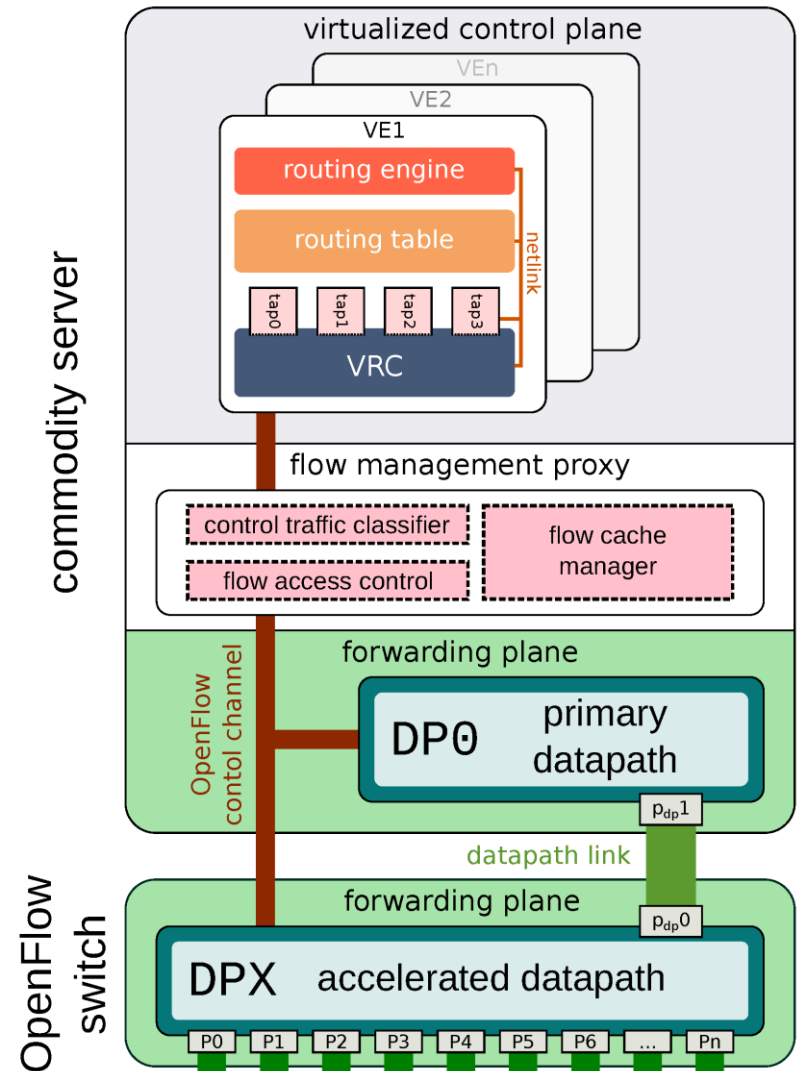 virtualized control plane
VEn
VE2
VE1
routing engine
routing table
netlink
tap0
tap1
tap2
tap3
VRC
commodity server
flow management proxy
control traffic classifier
flow access control
flow cache
manager
forwarding plane
OpenFlow
contol channel
DP0
primary
datapath
pdp1
datapath link
OpenFlow
switch
forwarding plane
pdp0
DPX accelerated datapath
P0 P1 P2 P3 P4 P5 P6 ... Pn